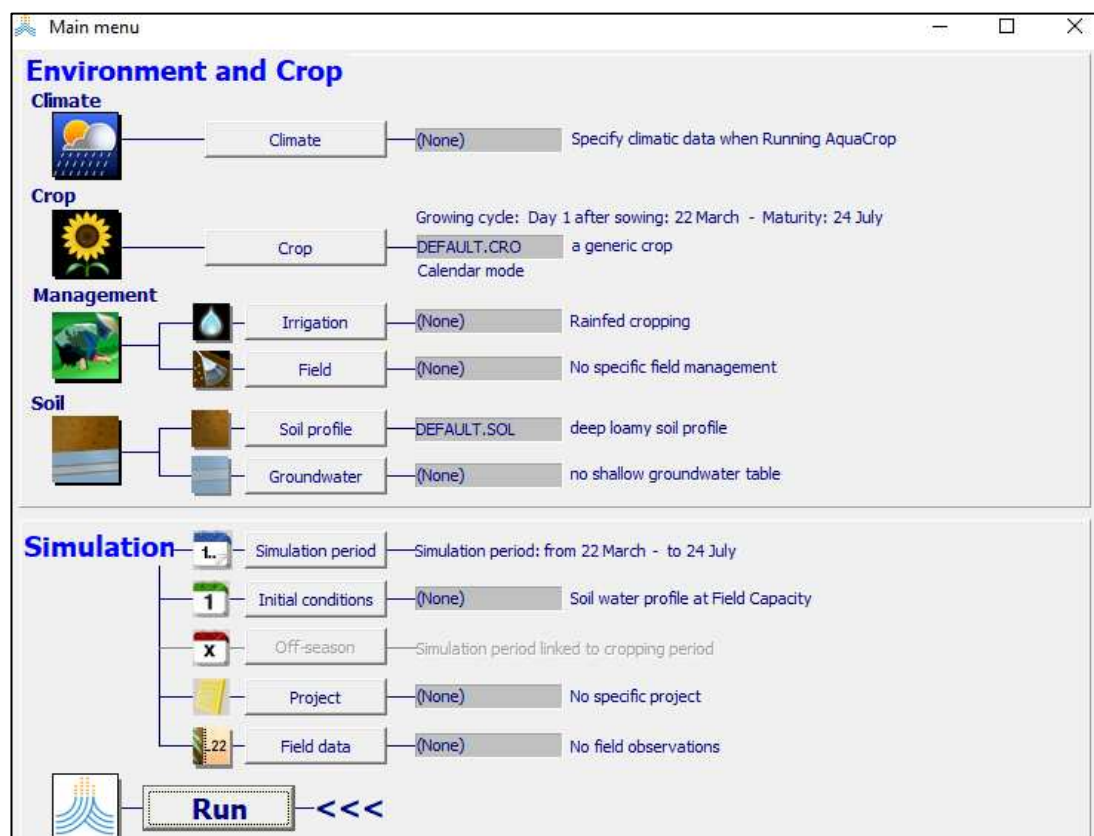 Main menu
Environment and Crop
Climate
Climate (None) Specify climatic data when Running AquaCrop
Crop
Growing cycle: Day 1 after sowing: 22 March - Maturity: 24 July
Crop DEFAULT.CRO a generic crop
Calendar mode
Management
Irrigation (None) Rainfed cropping
Field (None) No specific field management
Soil
Soil profile DEFAULT.SOL deep loamy soil profile
Groundwater (None) no shallow groundwater table
Simulation 1.. Simulation period Simulation period: from 22 March - to 24 July
1 Initial conditions (None) Soil water profile at Field Capacity
x Off-season Simulation period linked to cropping period
Project (None) No specific project
.22 Field data (None) No field observations
Run <<<